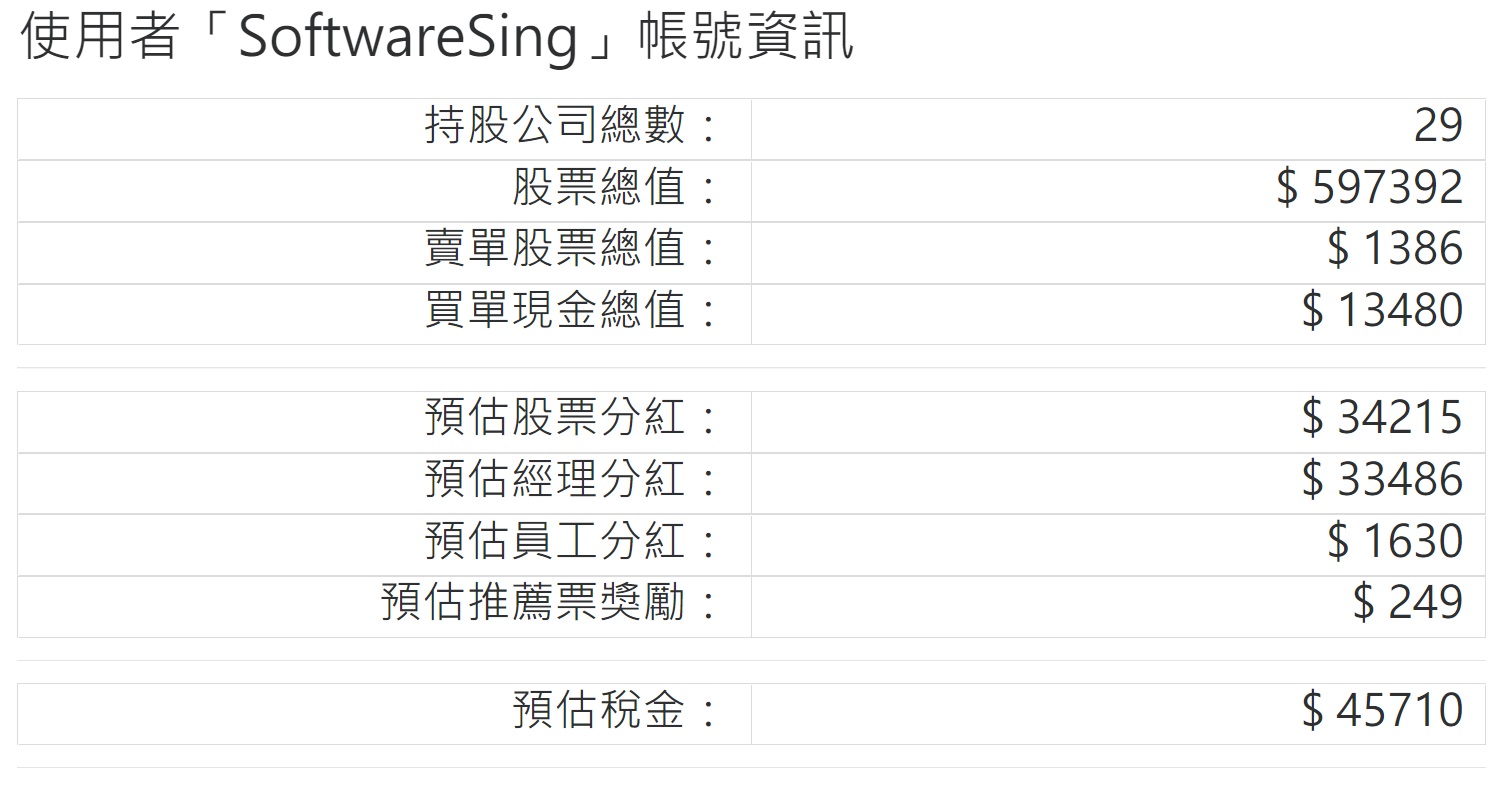 使用者「SoftwareSing」帳號資訊
持股公司總數： 29
股票總值： $ 597392
賣單股票總值： $ 1386
買單現金總值： $ 13480
預估股票分紅： $ 34215
預估經理分紅： $ 33486
預估員工分紅： $ 1630
預估推薦票獎勵： $ 249
預估稅金： $ 45710